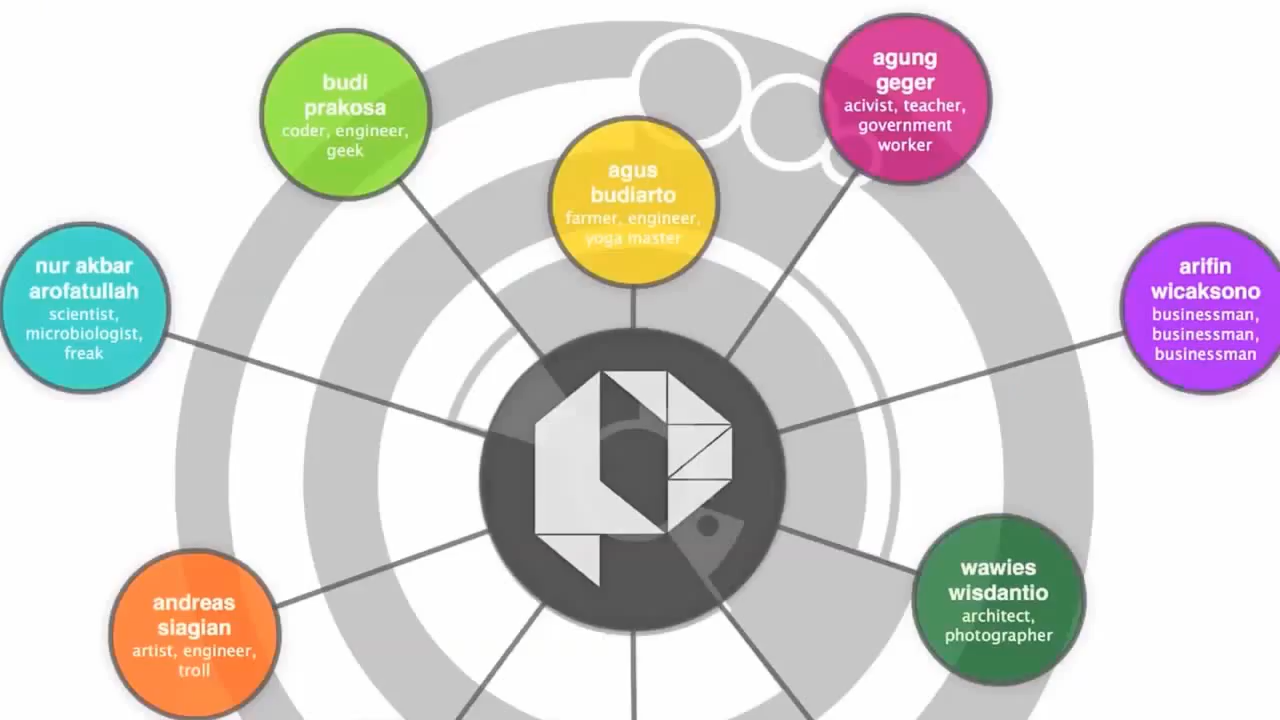 budi
prakosa
coder, engineer,
geek
agus
budiarto
farmer, engineer,
yoga master
agung
geger
acivist, teacher,
government
worker
nur akbar
arofatullah
scientist,
microbiologist,
freak
arifin
wicaksono
businessman,
businessman,
businessman
andreas
siagian
artist, engineer,
troll
wawies
wisdantio
architect,
photographer